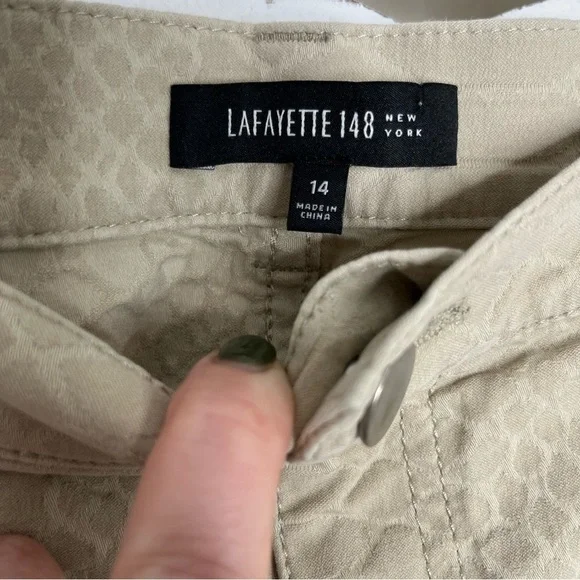 LAFAYETTE 148 NEW YORK
14
MADE IN
CHINA